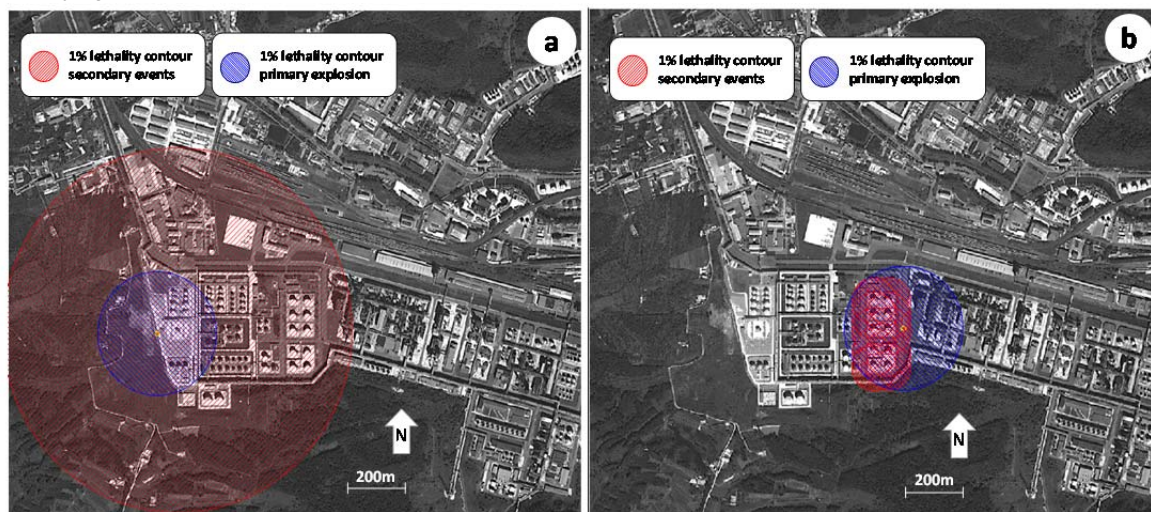 1% lethality contour
secondary events
1% lethality contour
primary explosion
a
N
200m
1% lethality contour
secondary events
1% lethality contour
primary explosion
b
N
200m